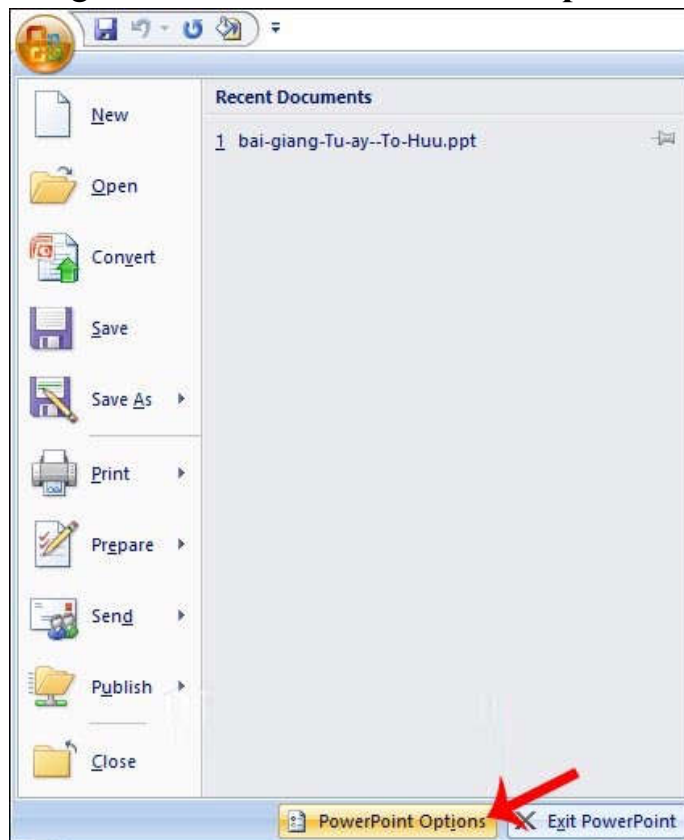 New
Open
Convert
Save
Save As
Print
Prepare
Send
Publish
Close
Recent Documents
1 bai-giang-Tu-ay--To-Huu.ppt
PowerPoint Options
Exit PowerPoint